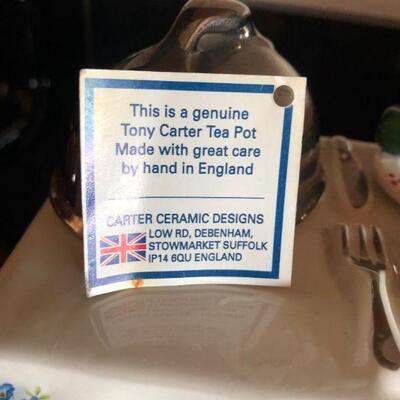 This is a genuine
Tony Carter Tea Pot
Made with great care
by hand in England
CARTER CERAMIC DESIGNS
LOW RD, DEBENHAM,
STOWMARKET SUFFOLK
IP14 6QU ENGLAND